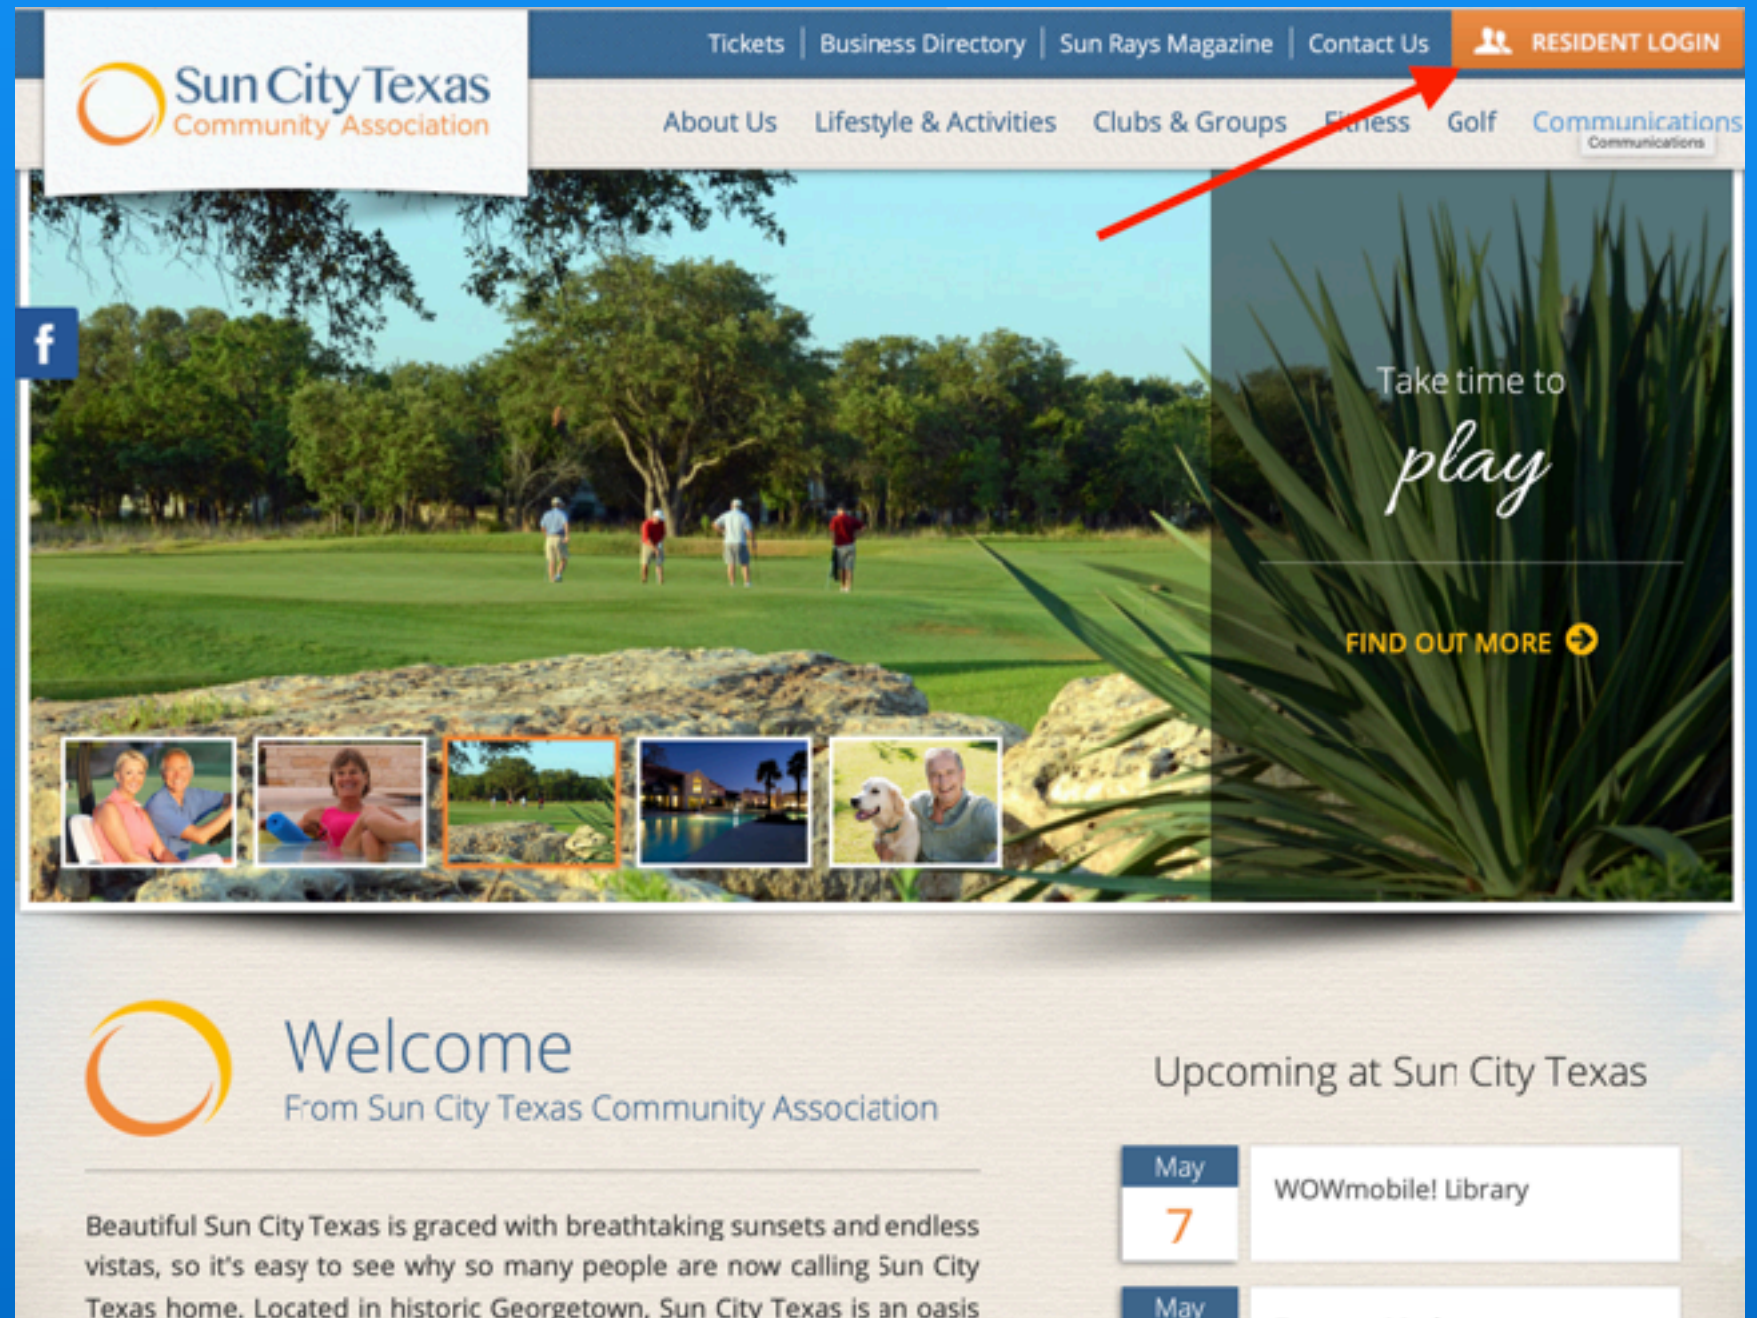 Tickets | Business Directory | Sun Rays Magazine | Contact Us
RESIDENT LOGIN
Sun City Texas
Community Association
About Us Lifestyle & Activities Clubs & Groups Fitness Golf Communications
Communications
f
Take time to
play
FIND OUT MORE
Welcome
From Sun City Texas Community Association
Beautiful Sun City Texas is graced with breathtaking sunsets and endless
vistas, so it's easy to see why so many people are now calling Sun City
Texas home. Located in historic Georgetown, Sun City Texas is an oasis
Upcoming at Sun City Texas
May
7
WOWmobile! Library
May